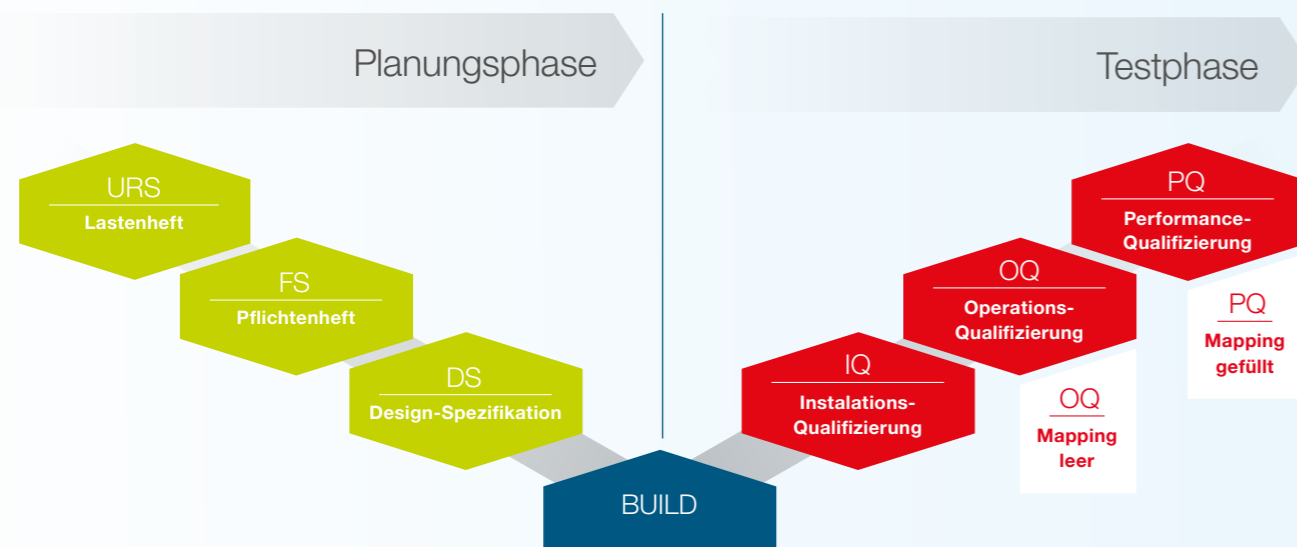 Planungsphase
Testphase
URS
Lastenheft
FS
Pflichtenheft
DS
Design-Spezifikation
BUILD
IQ
Instalations-
Qualifizierung
OQ
Operations-
Qualifizierung
OQ
Mapping
leer
PQ
Performance-
Qualifizierung
PQ
Mapping
gefüllt